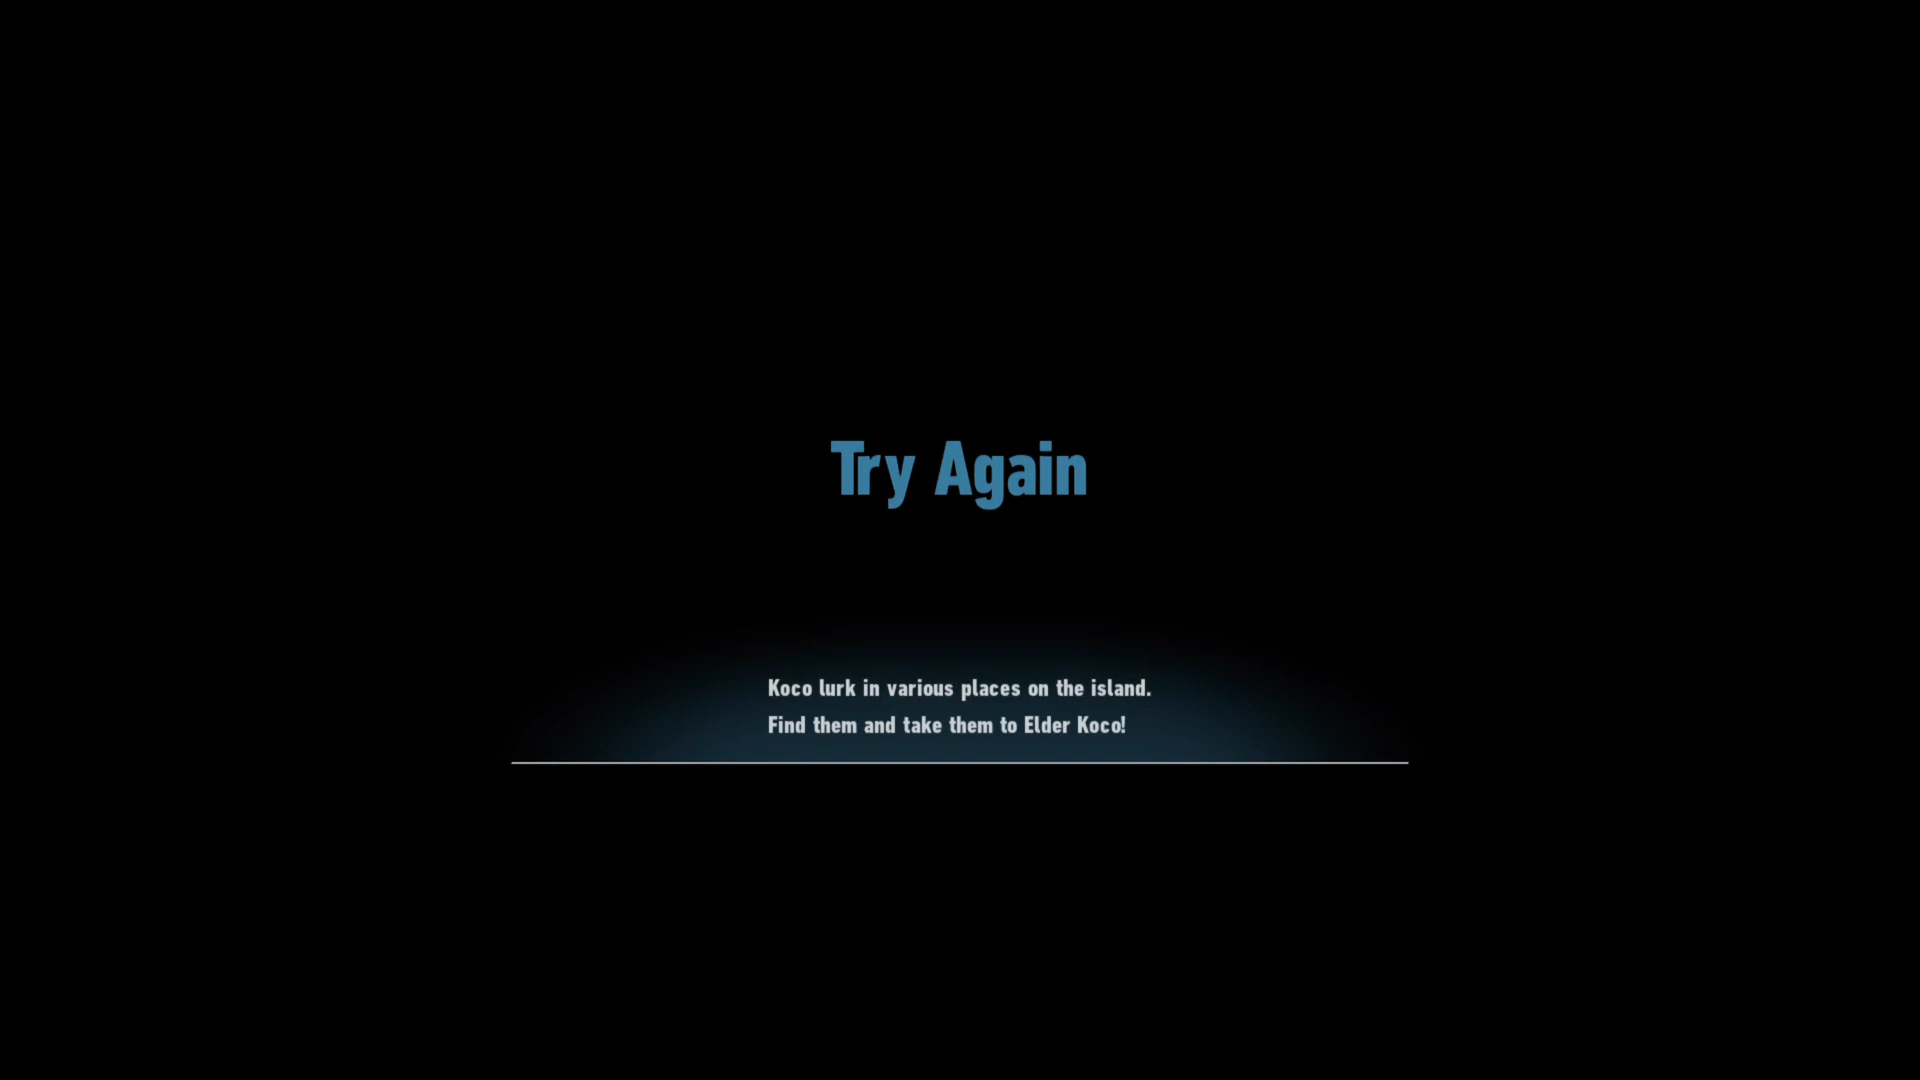 Try Again
Koco lurk in various places on the island.
Find them and take them to Elder Koco!